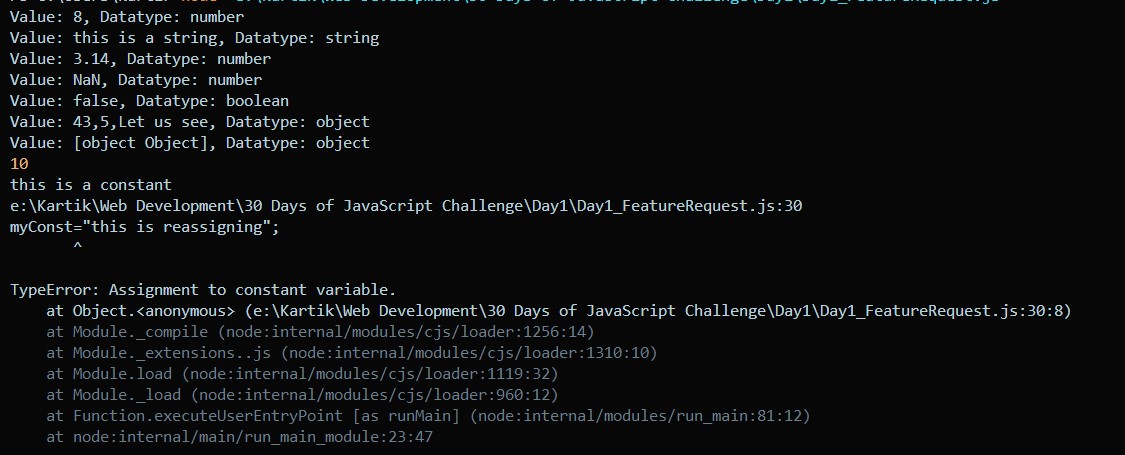 Value: 8, Datatype: number
Value: this is a string, Datatype: string
Value: 3.14, Datatype: number
Value: NaN, Datatype: number
Value: false, Datatype: boolean
Value: 43,5,Let us see, Datatype: object
Value: [object Object], Datatype: object
10
this is a constant
e:\Kartik\Web Development\30 Days of JavaScript Challenge\Day1\Day1_FeatureRequest.js:30
myConst="this is reassigning";
       ^
TypeError: Assignment to constant variable.
    at Object.<anonymous> (e:\Kartik\Web Development\30 Days of JavaScript Challenge\Day1\Day1_FeatureRequest.js:30:8)
    at Module._compile (node:internal/modules/cjs/loader:1256:14)
    at Module._extensions..js (node:internal/modules/cjs/loader:1310:10)
    at Module.load (node:internal/modules/cjs/loader:1119:32)
    at Module._load (node:internal/modules/cjs/loader:960:12)
    at Function.executeUserEntryPoint [as runMain] (node:internal/modules/run_main:81:12)
    at node:internal/main/run_main_module:23:47